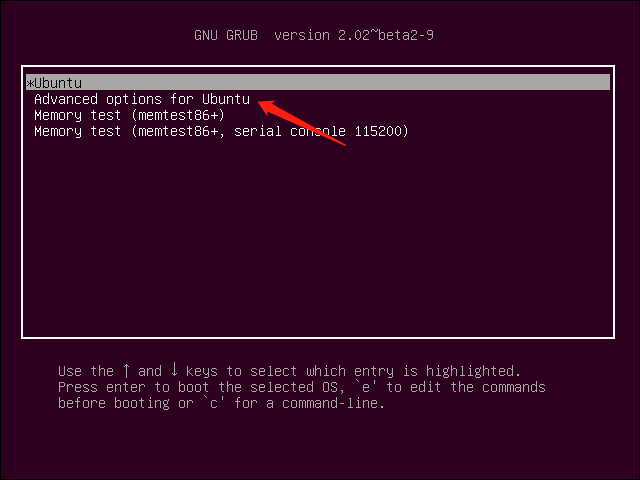 GNU GRUB  version 2.02~beta2-9
*Ubuntu
Advanced options for Ubuntu
Memory test (memtest86+)
Memory test (memtest86+, serial console 115200)
Use the ↑ and ↓ keys to select which entry is highlighted.
Press enter to boot the selected OS, `e' to edit the commands
before booting or `c' for a command-line.